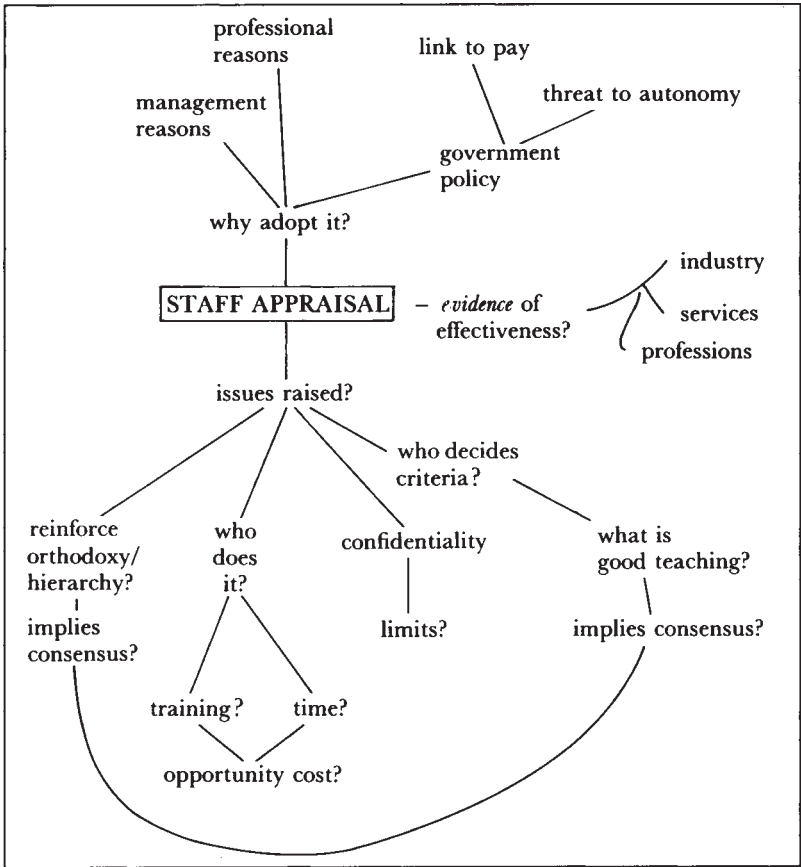 professional
reasons
link to pay
management
reasons
threat to autonomy
government
policy
why adopt it?
industry
STAFF APPRAISAL
– evidence of
effectiveness?
services
professions
issues raised?
who decides
criteria?
reinforce
orthodoxy/
hierarchy?
who
does
it?
confidentiality
what is
good teaching?
implies
consensus?
limits?
implies consensus?
training?
time?
opportunity cost?